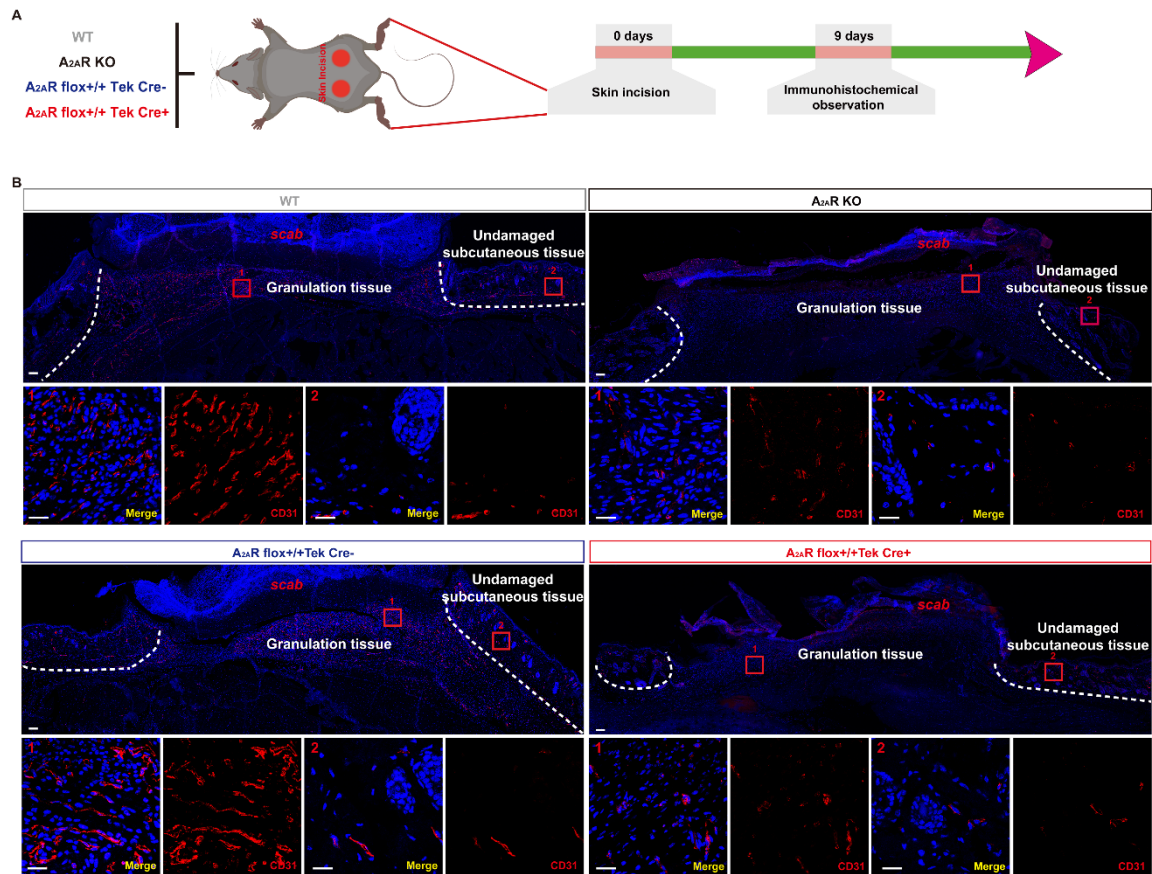 A
WT
A2AR KO
A2AR flox+/+ Tek Cre-
A2AR flox+/+ Tek Cre+
Skin Incision
0 days
9 days
Skin incision
Immunohistochemical
observation
B
WT
scab
Undamaged
subcutaneous tissue
1
2
Granulation tissue
1
Merge
CD31
2
Merge
CD31
A2AR KO
scab
1
Undamaged
subcutaneous tissue
2
Granulation tissue
1
Merge
CD31
2
Merge
CD31
A2AR flox+/+Tek Cre-
scab
Undamaged
subcutaneous tissue
1
2
Granulation tissue
1
Merge
CD31
2
Merge
CD31
A2AR flox+/+Tek Cre+
scab
Undamaged
subcutaneous tissue
1
2
Granulation tissue
1
Merge
CD31
2
Merge
CD31